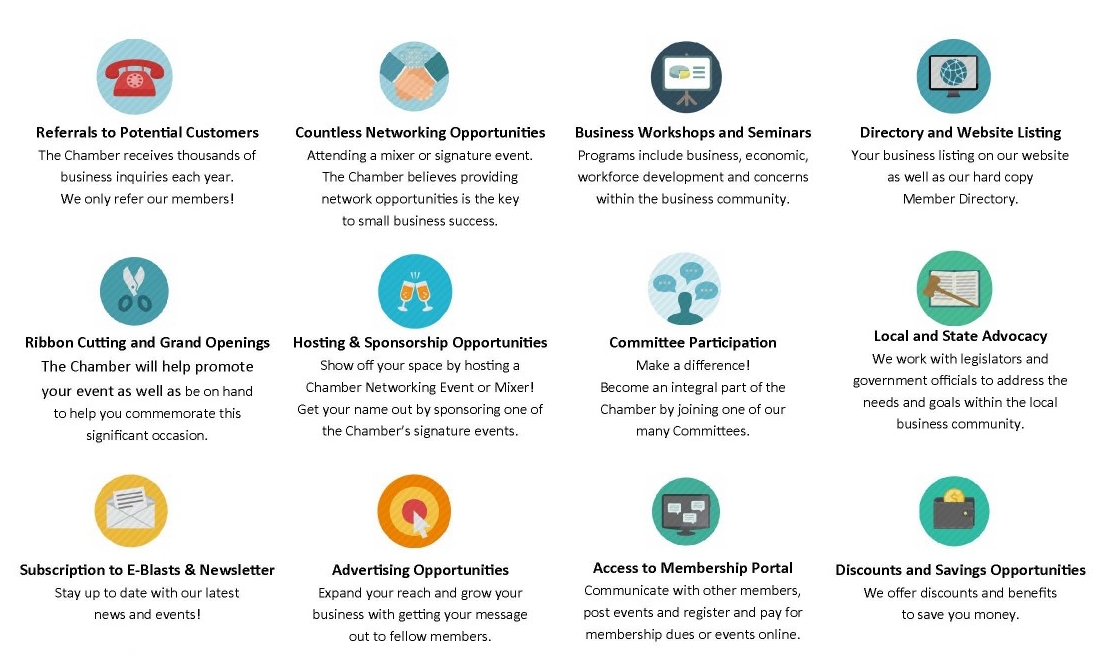 Referrals to Potential Customers
The Chamber receives thousands of
business inquiries each year.
We only refer our members!
Countless Networking Opportunities
Attending a mixer or signature event.
The Chamber believes providing
network opportunities is the key
to small business success.
Business Workshops and Seminars
Programs include business, economic,
workforce development and concerns
within the business community.
Directory and Website Listing
Your business listing on our website
as well as our hard copy
Member Directory.
Ribbon Cutting and Grand Openings
The Chamber will help promote
your event as well as be on hand
to help you commemorate this
significant occasion.
Hosting & Sponsorship Opportunities
Show off your space by hosting a
Chamber Networking Event or Mixer!
Get your name out by sponsoring one of
the Chamber's signature events.
Committee Participation
Make a difference!
Become an integral part of the
Chamber by joining one of our
many Committees.
Local and State Advocacy
We work with legislators and
government officials to address the
needs and goals within the local
business community.
Subscription to E-Blasts & Newsletter
Stay up to date with our latest
news and events!
Advertising Opportunities
Expand your reach and grow your
business with getting your message
out to fellow members.
Access to Membership Portal
Communicate with other members,
post events and register and pay for
membership dues or events online.
Discounts and Savings Opportunities
We offer discounts and benefits
to save you money.